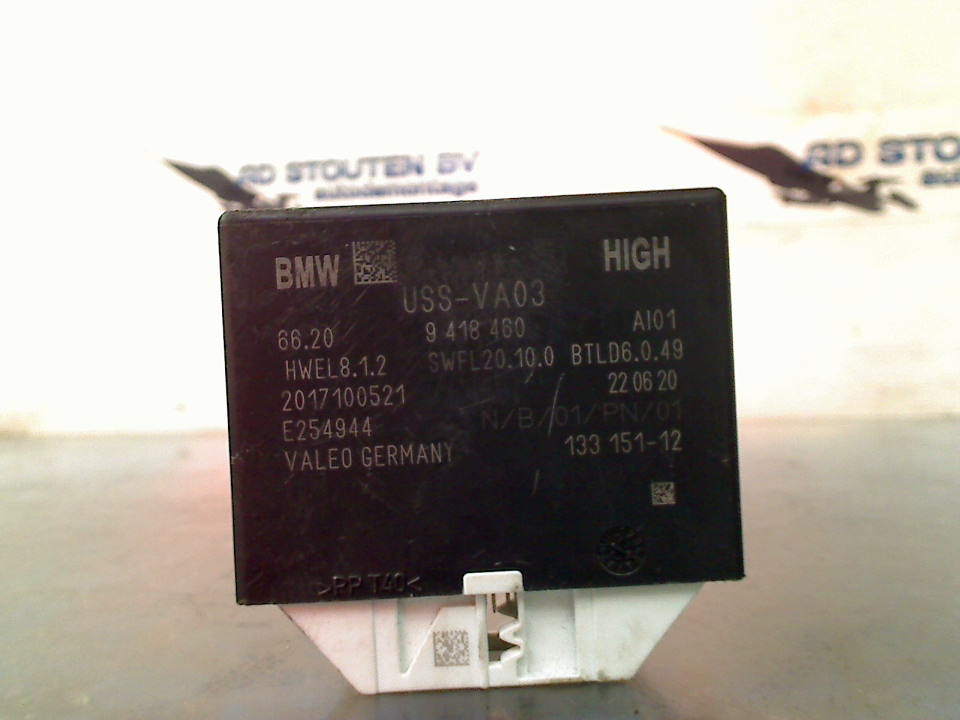 RD STOUTEN BV
autodemontage
RD STO
BMW HIGH
USS-VA03
66.20 9 418 460 AI01
HWEL8.1.2 SWFL20.10.0 BTLD6.0.49
2017100521 22 06 20
E254944 N/B/01/PN/01
VALEO GERMANY 133 151-12
>PP T40<